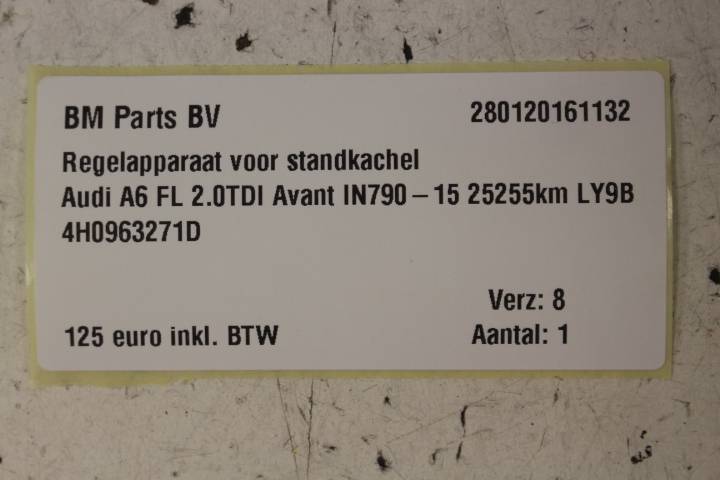 BM Parts BV 280120161132
Regelapparaat voor standkachel
Audi A6 FL 2.0TDI Avant IN790 – 15 25255km LY9B
4H0963271D
Verz: 8
125 euro inkl. BTW Aantal: 1